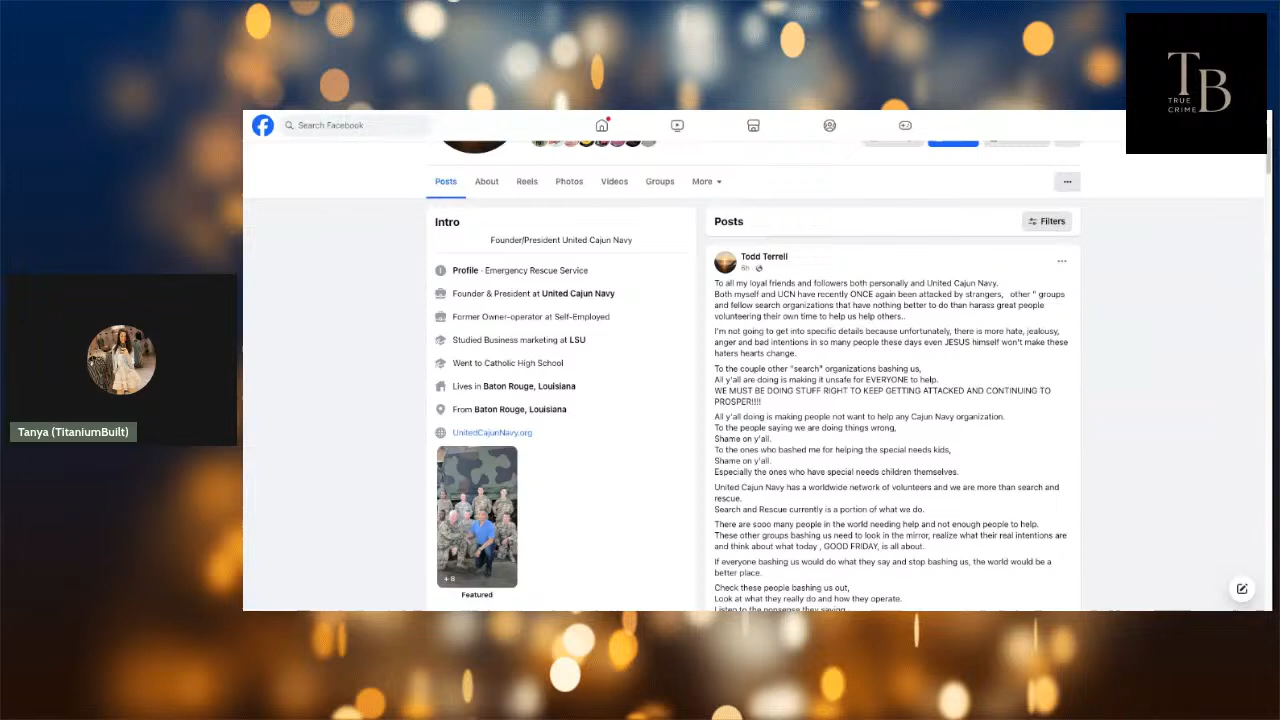 TB
TRUE
CRIME
Search Facebook
Posts
About
Reels
Photos
Videos
Groups
More
Intro
Founder/President United Cajun Navy
Profile · Emergency Rescue Service
Founder & President at United Cajun Navy
Former Owner-operator at Self-Employed
Studied Business marketing at LSU
Went to Catholic High School
Lives in Baton Rouge, Louisiana
From Baton Rouge, Louisiana
UnitedCajunNavy.org
+ 8
Featured
Tanya (TitaniumBuilt)
Posts
Filters
Todd Terrell
6h ·
To all my loyal friends and followers both personally and United Cajun Navy.
Both myself and UCN have recently ONCE again been attacked by strangers, other " groups
and fellow search organizations that have nothing better to do than harass great people
volunteering their own time to help us help others..
I'm not going to get into specific details because unfortunately, there is more hate, jealousy,
anger and bad intentions in so many people these days even JESUS himself won't make these
haters hearts change.
To the couple other "search" organizations bashing us,
All y'all are doing is making it unsafe for EVERYONE to help.
WE MUST BE DOING STUFF RIGHT TO KEEP GETTING ATTACKED AND CONTINUING TO
PROSPER!!!!
All y'all doing is making people not want to help any Cajun Navy organization.
To the people saying we are doing things wrong,
Shame on y'all.
To the ones who bashed me for helping the special needs kids,
Shame on y'all.
Especially the ones who have special needs children themselves.
United Cajun Navy has a worldwide network of volunteers and we are more than search and
rescue.
Search and Rescue currently is a portion of what we do.
There are sooo many people in the world needing help and not enough people to help.
These other groups bashing us need to look in the mirror, realize what their real intentions are
and think about what today , GOOD FRIDAY, is all about.
If everyone bashing us would do what they say and stop bashing us, the world would be a
better place.
Check these people bashing us out,
Look at what they really do and how they operate.
Listen to the nonsense they saying